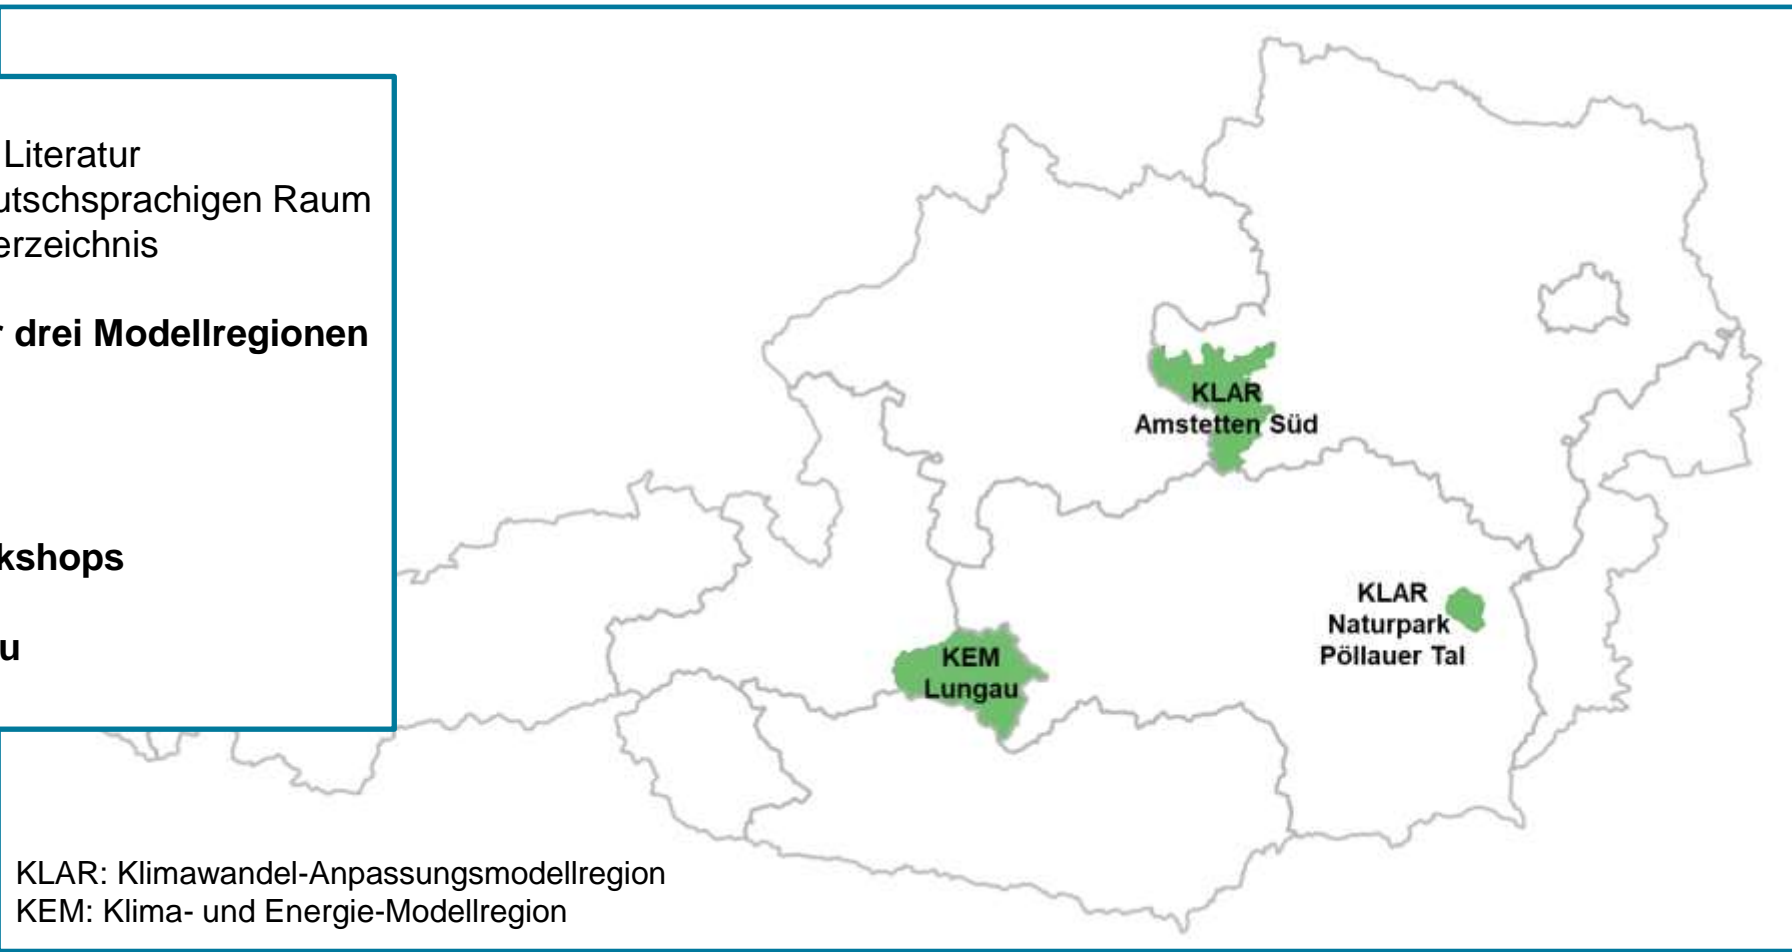 Literatur
utschsprachigen Raum
erzeichnis
r drei Modellregionen
kshops
u
KLAR
Amstetten Süd
KLAR
Naturpark
Pöllauer Tal
KEM
Lungau
KLAR: Klimawandel-Anpassungsmodellregion
KEM: Klima- und Energie-Modellregion